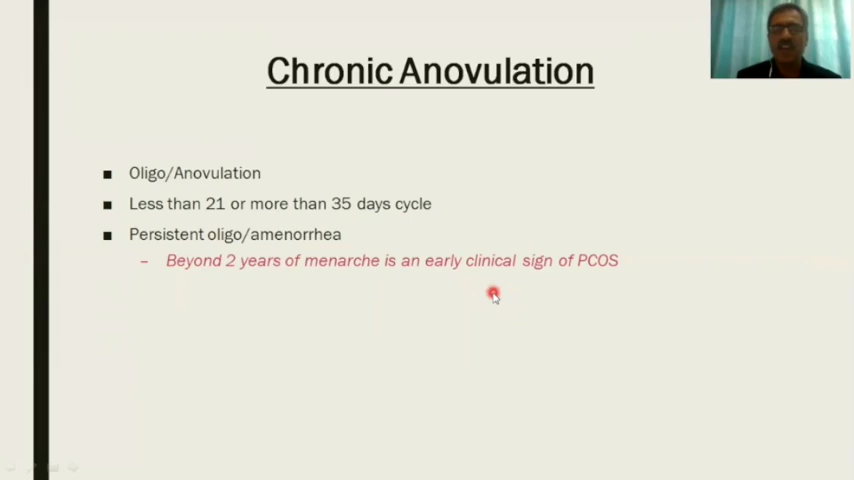 Chronic Anovulation
■ Oligo/Anovulation
■ Less than 21 or more than 35 days cycle
■ Persistent oligo/amenorrhea
– Beyond 2 years of menarche is an early clinical sign of PCOS